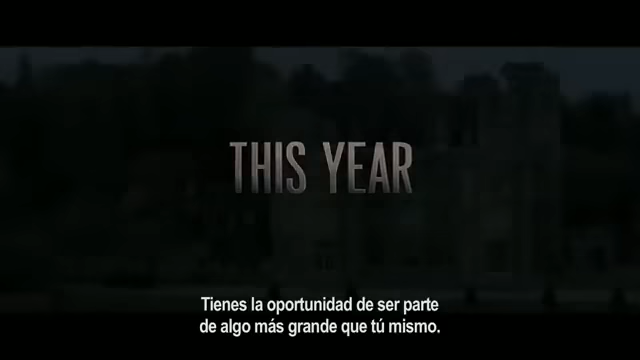 THIS YEAR
Tienes la oportunidad de ser parte
de algo más grande que tú mismo.